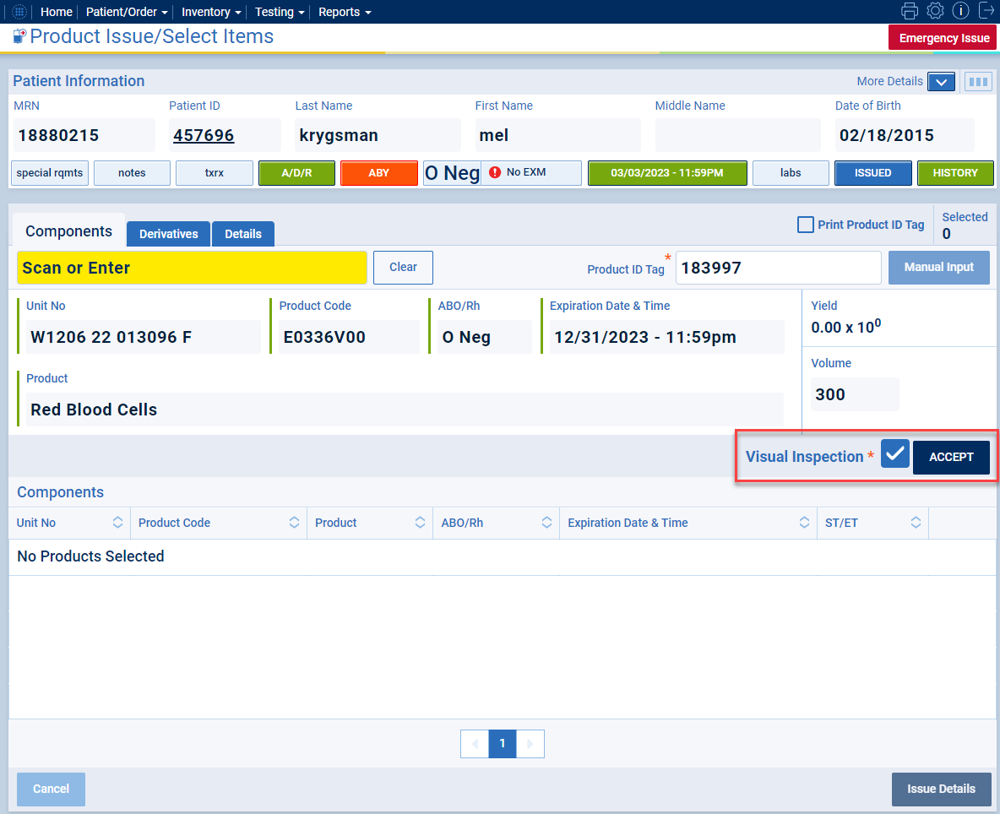 Home Patient/Order Inventory Testing Reports
Product Issue/Select Items
Emergency Issue
Patient Information
More Details
MRN Patient ID Last Name First Name Middle Name Date of Birth
18880215 457696 krygsman mel 02/18/2015
special rqmts notes txrx A/D/R ABY O Neg No EXM 03/03/2023 - 11:59PM labs ISSUED HISTORY
Components Derivatives Details
Print Product ID Tag
Selected
0
Scan or Enter Clear Product ID Tag * 183997 Manual Input
Unit No Product Code ABO/Rh Expiration Date & Time
W1206 22 013096 F E0336V00 O Neg 12/31/2023 - 11:59pm
Yield
0.00 x 10⁰
Product
Red Blood Cells
Volume
300
Visual Inspection * ACCEPT
Components
Unit No Product Code Product ABO/Rh Expiration Date & Time ST/ET
No Products Selected
1
Cancel Issue Details